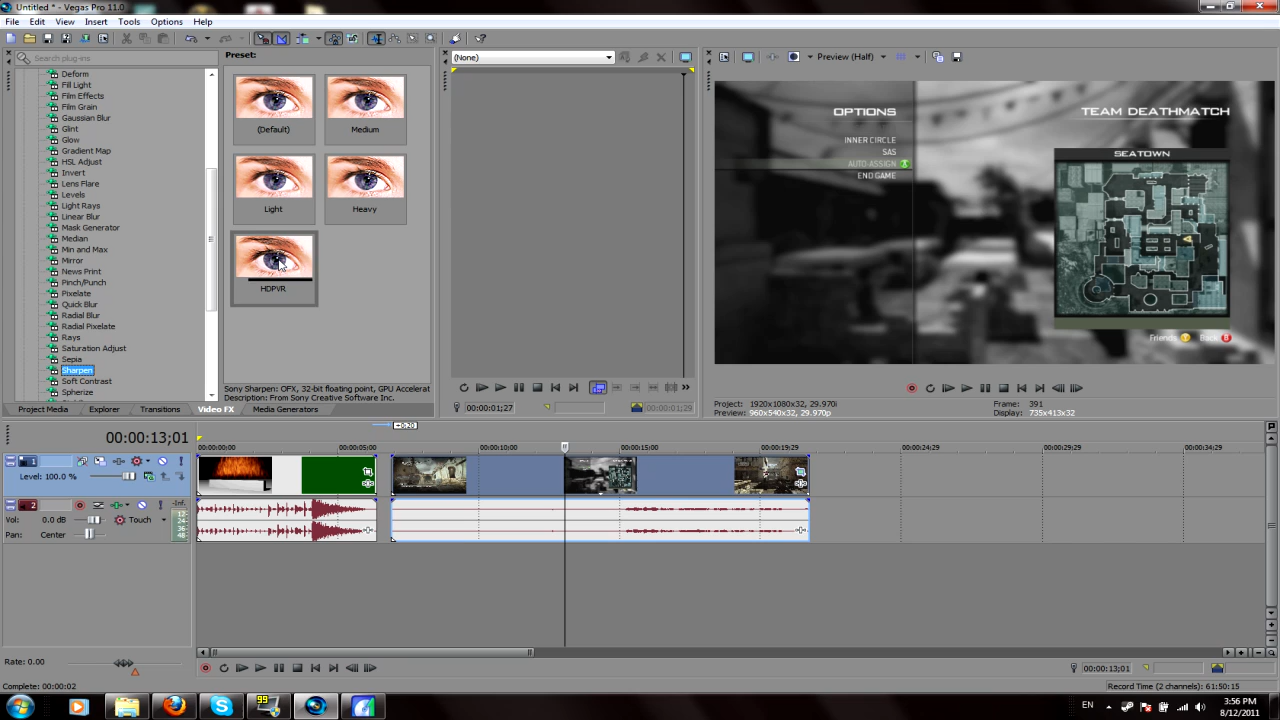 Untitled * - Vegas Pro 11.0
File Edit View Insert Tools Options Help
Search plug-ins
Deform
Fill Light
Film Effects
Film Grain
Gaussian Blur
Glint
Glow
Gradient Map
HSL Adjust
Invert
Lens Flare
Levels
Light Rays
Linear Blur
Mask Generator
Median
Min and Max
Mirror
News Print
Pinch/Punch
Pixelate
Quick Blur
Radial Blur
Radial Pixelate
Rays
Saturation Adjust
Sepia
Sharpen
Soft Contrast
Spherize
Preset:
(Default) Medium
Light Heavy
HDPVR
Sony Sharpen: OFX, 32-bit floating point, GPU Accelerat
Description: From Sony Creative Software Inc.
Project Media Explorer Transitions Video FX Media Generators
(None)
00:00:01;27 00:00:01;29
Preview (Half)
OPTIONS
INNER CIRCLE
SAS
AUTO-ASSIGN
END GAME
TEAM DEATHMATCH
SEATOWN
Friends Back B
Project: 1920x1080x32, 29.970i Frame: 391
Preview: 960x540x32, 29.970p Display: 735x413x32
00:00:13;01
-0:20
00:00:00;00 00:00:05;00 00:00:10;00 00:00:15;00 00:00:19;29 00:00:24;29 00:00:29;29 00:00:34;29
1
Level: 100.0 %
2
-Inf.
Vol: 0.0 dB Touch
Pan: Center
12
24
36
48
Rate: 0.00
00:00:13;01
Complete: 00:00:02
Record Time (2 channels): 61:50:15
99
EN
3:56 PM
8/12/2011